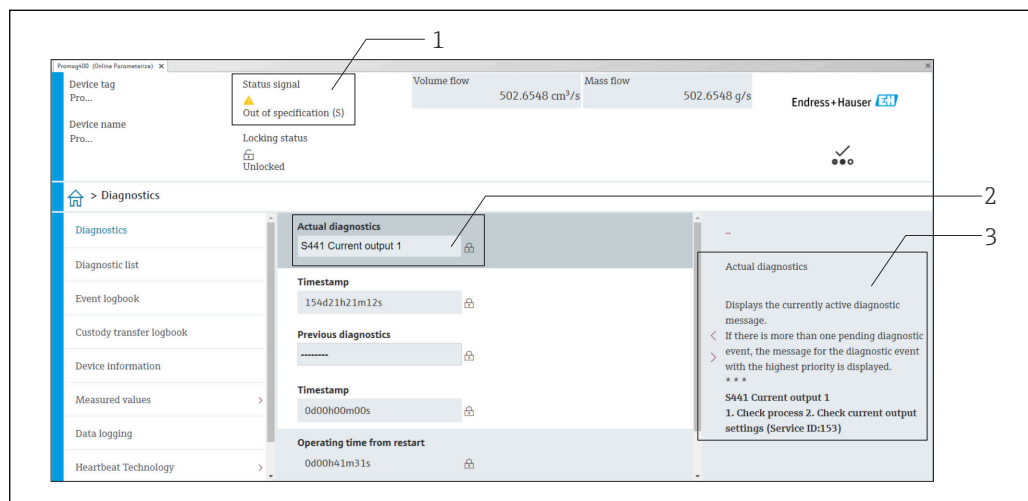 1
Promag400 (Online Parameterize) ×
Device tag
Pro...
Status signal
Out of specification (S)
Volume flow
502.6548 cm³/s
Mass flow
502.6548 g/s
Endress+Hauser EH
Device name
Pro...
Locking status
Unlocked
> Diagnostics
2
3
Diagnostics
Diagnostic list
Event logbook
Custody transfer logbook
Device information
Measured values >
Data logging
Heartbeat Technology >
Actual diagnostics
S441 Current output 1
Timestamp
154d21h21m12s
Previous diagnostics
--------
Timestamp
0d00h00m00s
Operating time from restart
0d00h41m31s
..
Actual diagnostics
Displays the currently active diagnostic
message.
If there is more than one pending diagnostic
event, the message for the diagnostic event
with the highest priority is displayed.
* * *
S441 Current output 1
1. Check process 2. Check current output
settings (Service ID:153)